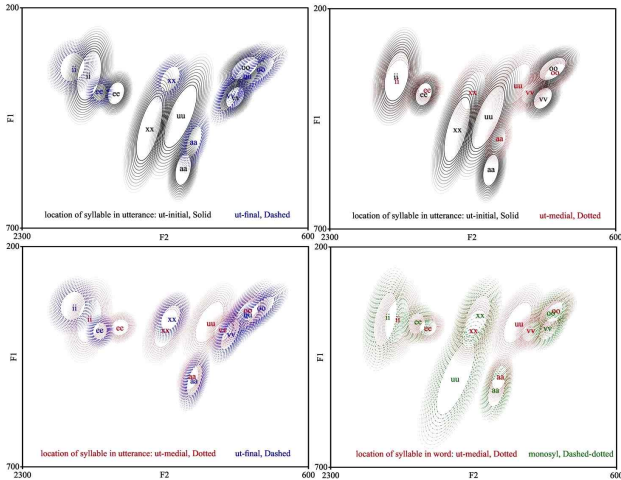 200
ii
ii
ee
ee
xx
xx
uu
oo
oo
uu
vv
aa
aa
F1
700
location of syllable in utterance: ut-initial, Solid ut-final, Dashed
2300 F2 600
200
ii
ii
ee
ee
xx
xx
uu
uu
oo
oo
vv
vv
aa
aa
F1
700
location of syllable in utterance: ut-initial, Solid ut-medial, Dotted
2300 F2 600
200
ii
ii
ee
ee
xx
xx
uu
oo
oo
vv
aa
aa
F1
700
location of syllable in utterance: ut-medial, Dotted ut-final, Dashed
2300 F2 600
200
ii
ii
ee
ee
xx
xx
uu
uu
oo
oo
vv
vv
aa
aa
F1
700
location of syllable in word: ut-medial, Dotted monosyl, Dashed-dotted
2300 F2 600